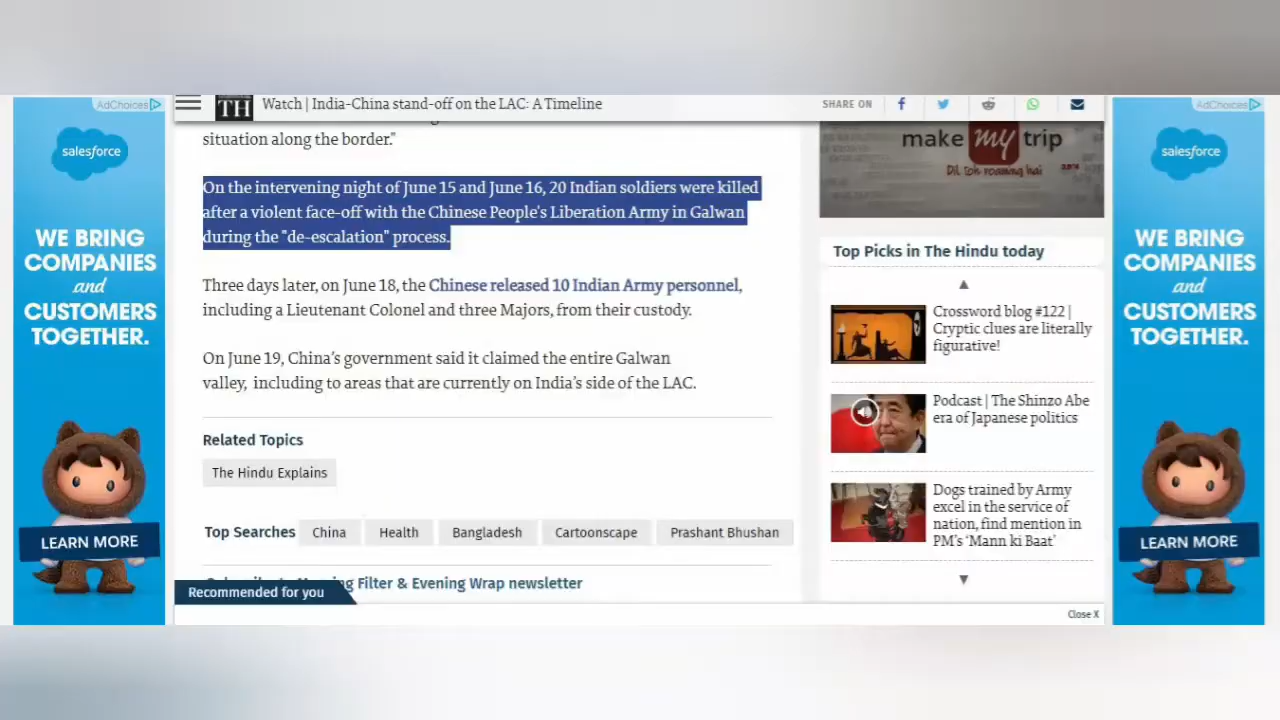 AdChoices
salesforce
WE BRING
COMPANIES
and
CUSTOMERS
TOGETHER.
LEARN MORE
TH
Watch | India-China stand-off on the LAC: A Timeline
SHARE ON
situation along the border."
On the intervening night of June 15 and June 16, 20 Indian soldiers were killed
after a violent face-off with the Chinese People's Liberation Army in Galwan
during the "de-escalation" process.
Three days later, on June 18, the Chinese released 10 Indian Army personnel,
including a Lieutenant Colonel and three Majors, from their custody.
On June 19, China's government said it claimed the entire Galwan
valley, including to areas that are currently on India's side of the LAC.
Related Topics
The Hindu Explains
Top Searches China Health Bangladesh Cartoonscape Prashant Bhushan
Filter & Evening Wrap newsletter
Recommended for you
Close X
make my trip
Dil toh roaming hai
Top Picks in The Hindu today
Crossword blog #122 |
Cryptic clues are literally
figurative!
Podcast | The Shinzo Abe
era of Japanese politics
Dogs trained by Army
excel in the service of
nation, find mention in
PM's 'Mann ki Baat'
AdChoices
salesforce
WE BRING
COMPANIES
and
CUSTOMERS
TOGETHER.
LEARN MORE